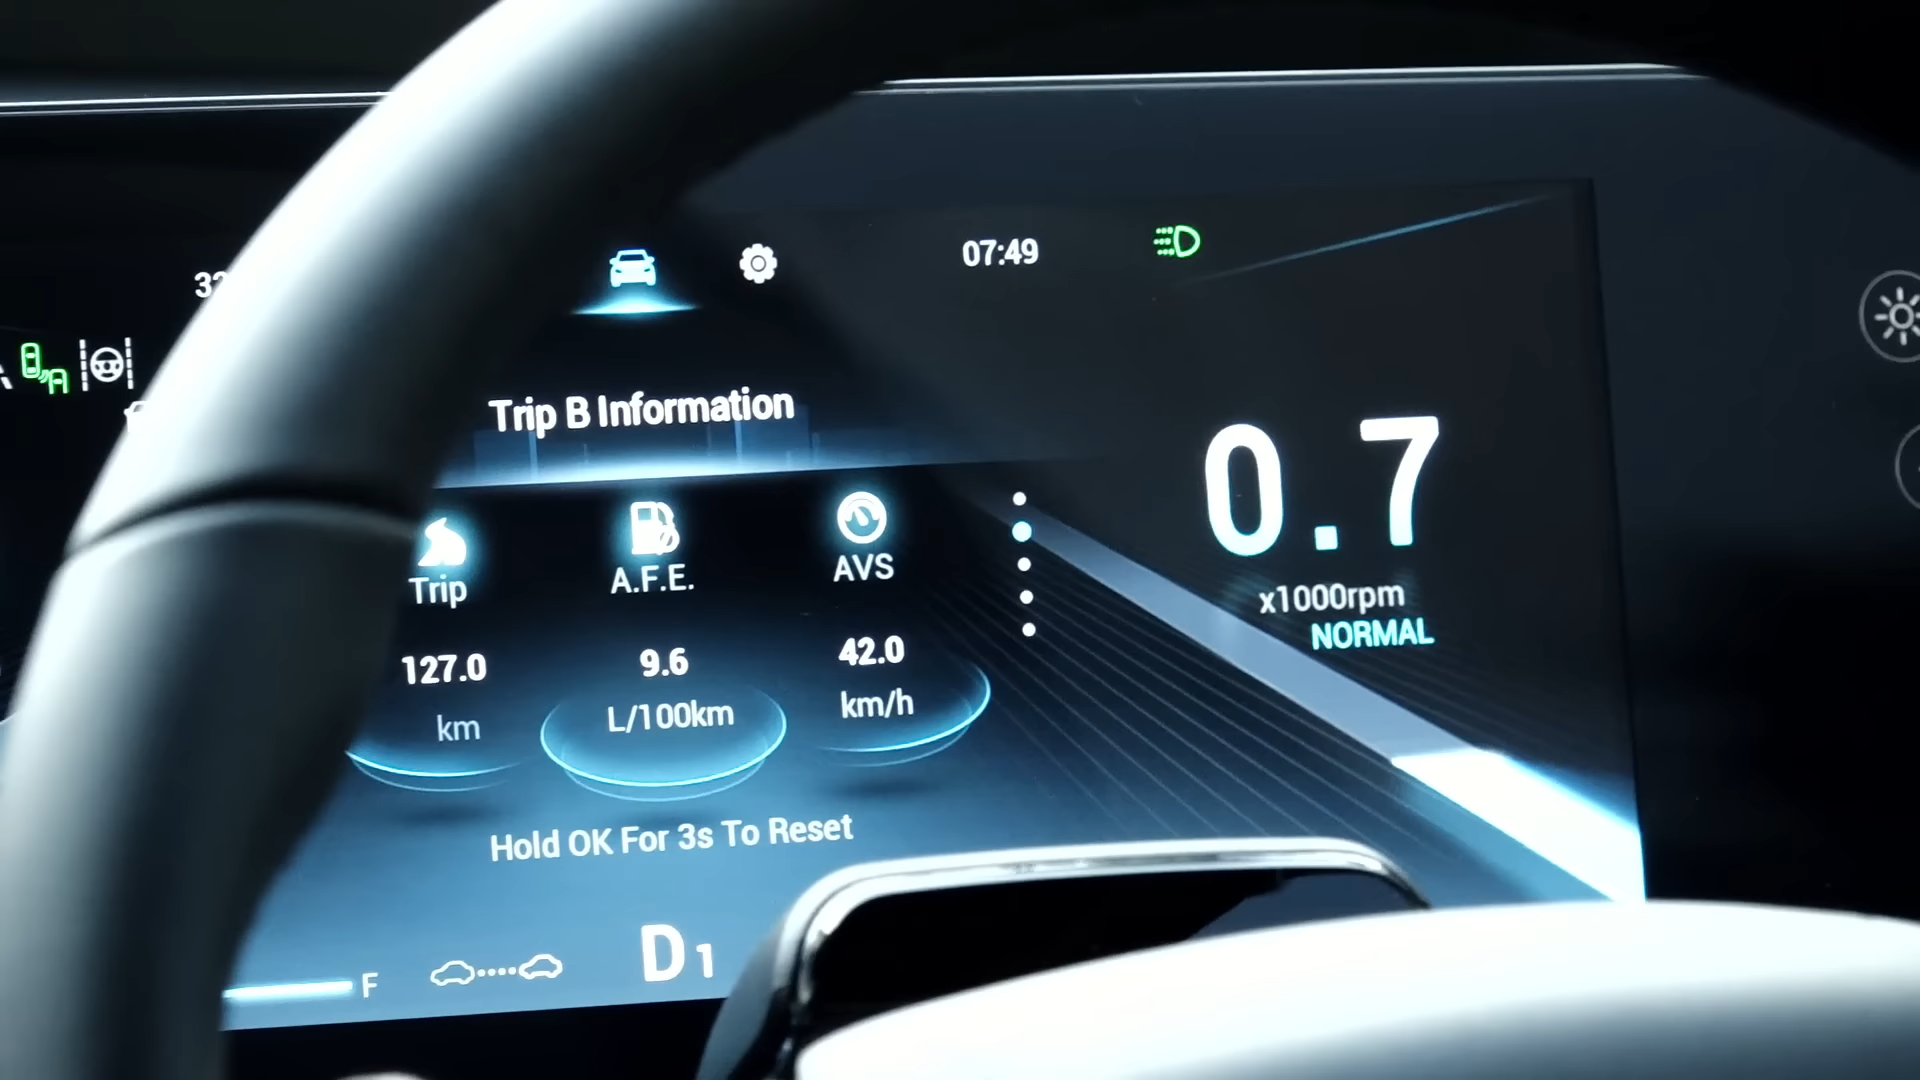 07:49
Trip B Information
0.7
x1000rpm
NORMAL
Trip
A.F.E.
AVS
127.0
9.6
42.0
km
L/100km
km/h
Hold OK For 3s To Reset
F
D1